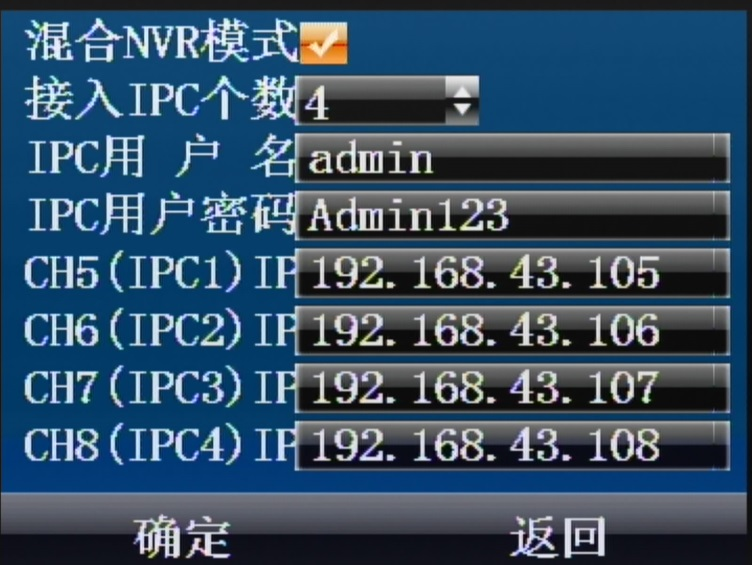 混合NVR模式
接入IPC个数 4
IPC用 户 名 admin
IPC用户密码 Admin123
CH5(IPC1)IP 192.168.43.105
CH6(IPC2)IP 192.168.43.106
CH7(IPC3)IP 192.168.43.107
CH8(IPC4)IP 192.168.43.108
确定 返回